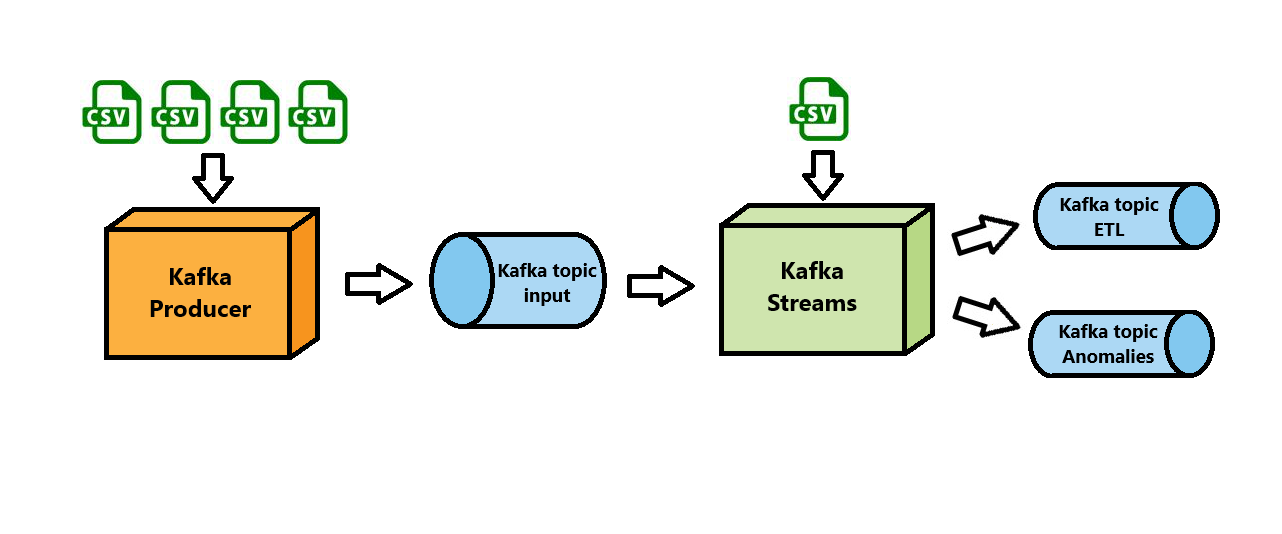 CSV CSV CSV CSV
CSV
Kafka
Producer
Kafka topic
input
Kafka
Streams
Kafka topic
ETL
Kafka topic
Anomalies